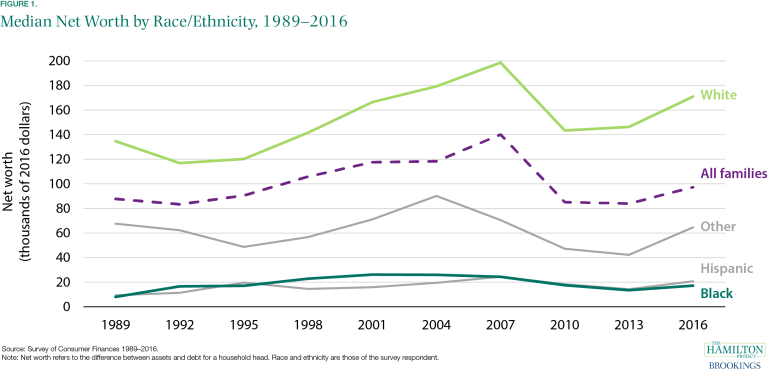 FIGURE 1.
Median Net Worth by Race/Ethnicity, 1989–2016
Net worth
(thousands of 2016 dollars)
200
180
160
140
120
100
80
60
40
20
0
White
All families
Other
Hispanic
Black
1989 1992 1995 1998 2001 2004 2007 2010 2013 2016
Source: Survey of Consumer Finances 1989–2016.
Note: Net worth refers to the difference between assets and debt for a household head. Race and ethnicity are those of the survey respondent.
THE
HAMILTON
PROJECT
BROOKINGS